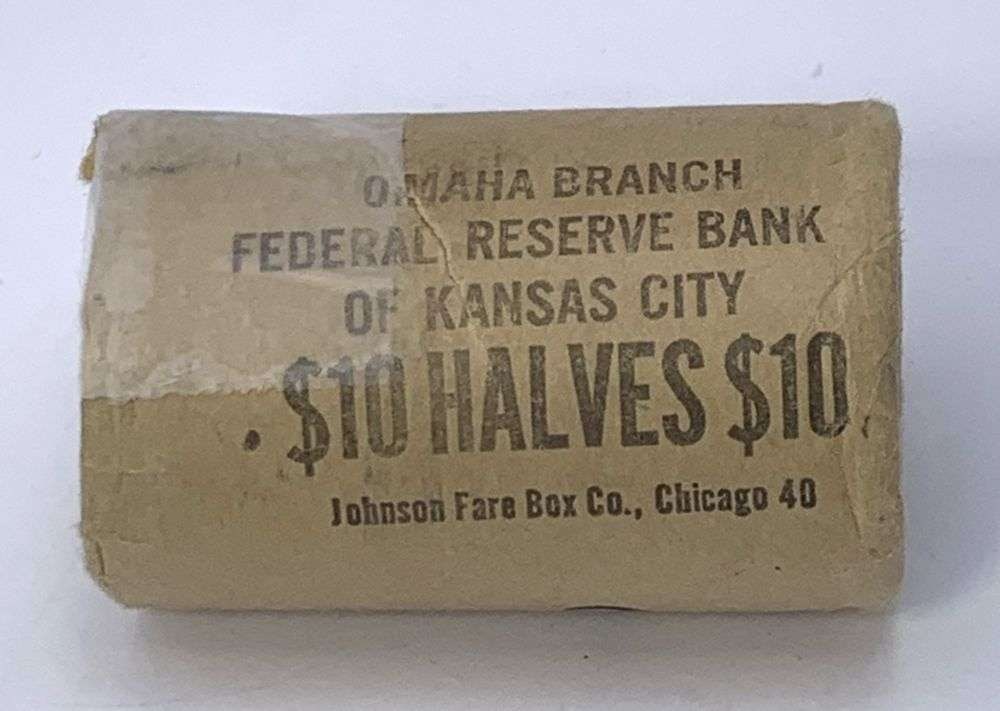 OMAHA BRANCH
FEDERAL RESERVE BANK
OF KANSAS CITY
$10 HALVES $10
Johnson Fare Box Co., Chicago 40